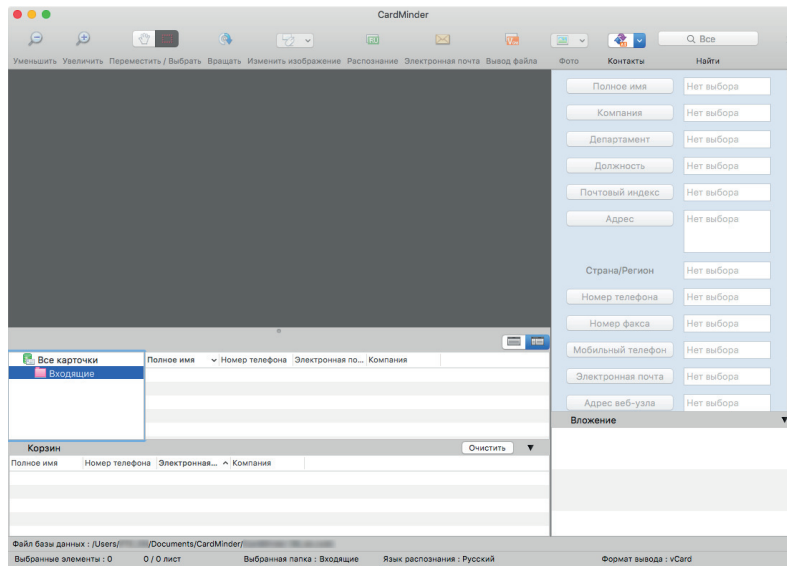 CardMinder
Все
Уменьшить Увеличить Переместить / Выбрать Вращать Изменить изображение Распознание Электронная почта Вывод файла Фото Контакты Найти
Полное имя Нет выбора
Компания Нет выбора
Департамент Нет выбора
Должность Нет выбора
Почтовый индекс Нет выбора
Адрес Нет выбора
Страна/Регион Нет выбора
Номер телефона Нет выбора
Номер факса Нет выбора
Мобильный телефон Нет выбора
Электронная почта Нет выбора
Адрес веб-узла Нет выбора
Вложение
Все карточки
Входящие
Полное имя Номер телефона Электронная по... Компания
Корзин Очистить
Полное имя Номер телефона Электронная... Компания
Файл базы данных : /Users/ /Documents/CardMinder/
Выбранные элементы : 0 0 / 0 лист Выбранная папка : Входящие Язык распознания : Русский Формат вывода : vCard